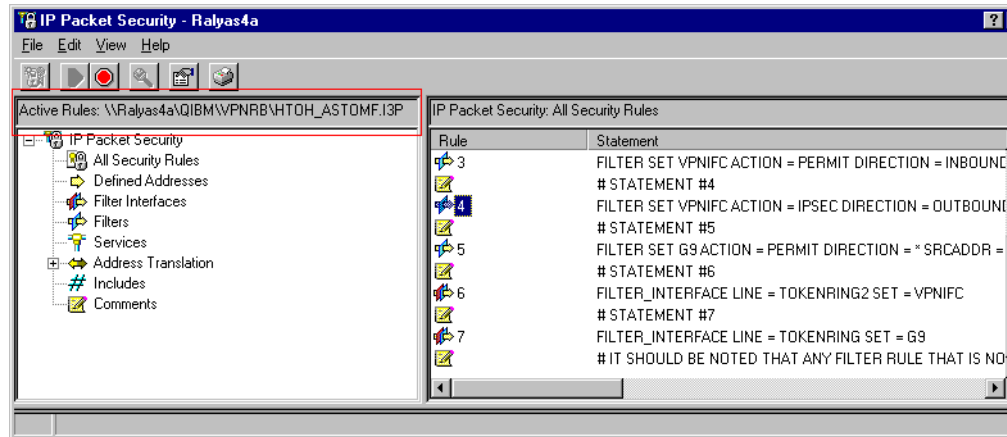 IP Packet Security - Ralyas4a
File Edit View Help
Active Rules: \\Ralyas4a\QIBM\VPNRB\HTOH_ASTOMF.I3P
IP Packet Security: All Security Rules
IP Packet Security
All Security Rules
Defined Addresses
Filter Interfaces
Filters
Services
Address Translation
Includes
Comments
Rule Statement
3 FILTER SET VPNIFC ACTION = PERMIT DIRECTION = INBOUND
# STATEMENT #4
4 FILTER SET VPNIFC ACTION = IPSEC DIRECTION = OUTBOUND
# STATEMENT #5
5 FILTER SET G9 ACTION = PERMIT DIRECTION = * SRCADDR =
# STATEMENT #6
6 FILTER_INTERFACE LINE = TOKENRING2 SET = VPNIFC
# STATEMENT #7
7 FILTER_INTERFACE LINE = TOKENRING SET = G9
# IT SHOULD BE NOTED THAT ANY FILTER RULE THAT IS NO